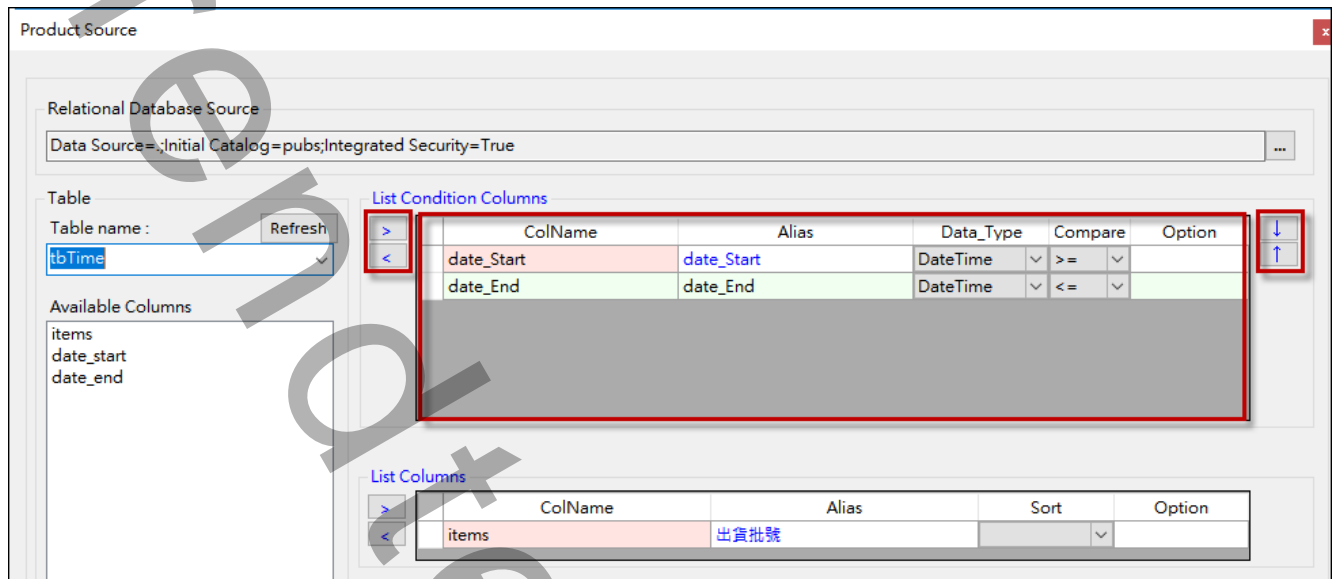 Product Source
x
Relational Database Source
Data Source=.;Initial Catalog=pubs;Integrated Security=True
...
Table
Table name :
Refresh
tbTime
Available Columns
items
date_start
date_end
List Condition Columns
>
<
ColName Alias Data_Type Compare Option
date_Start date_Start DateTime >=
date_End date_End DateTime <=
↓
↑
List Columns
>
<
ColName Alias Sort Option
items 出貨批號